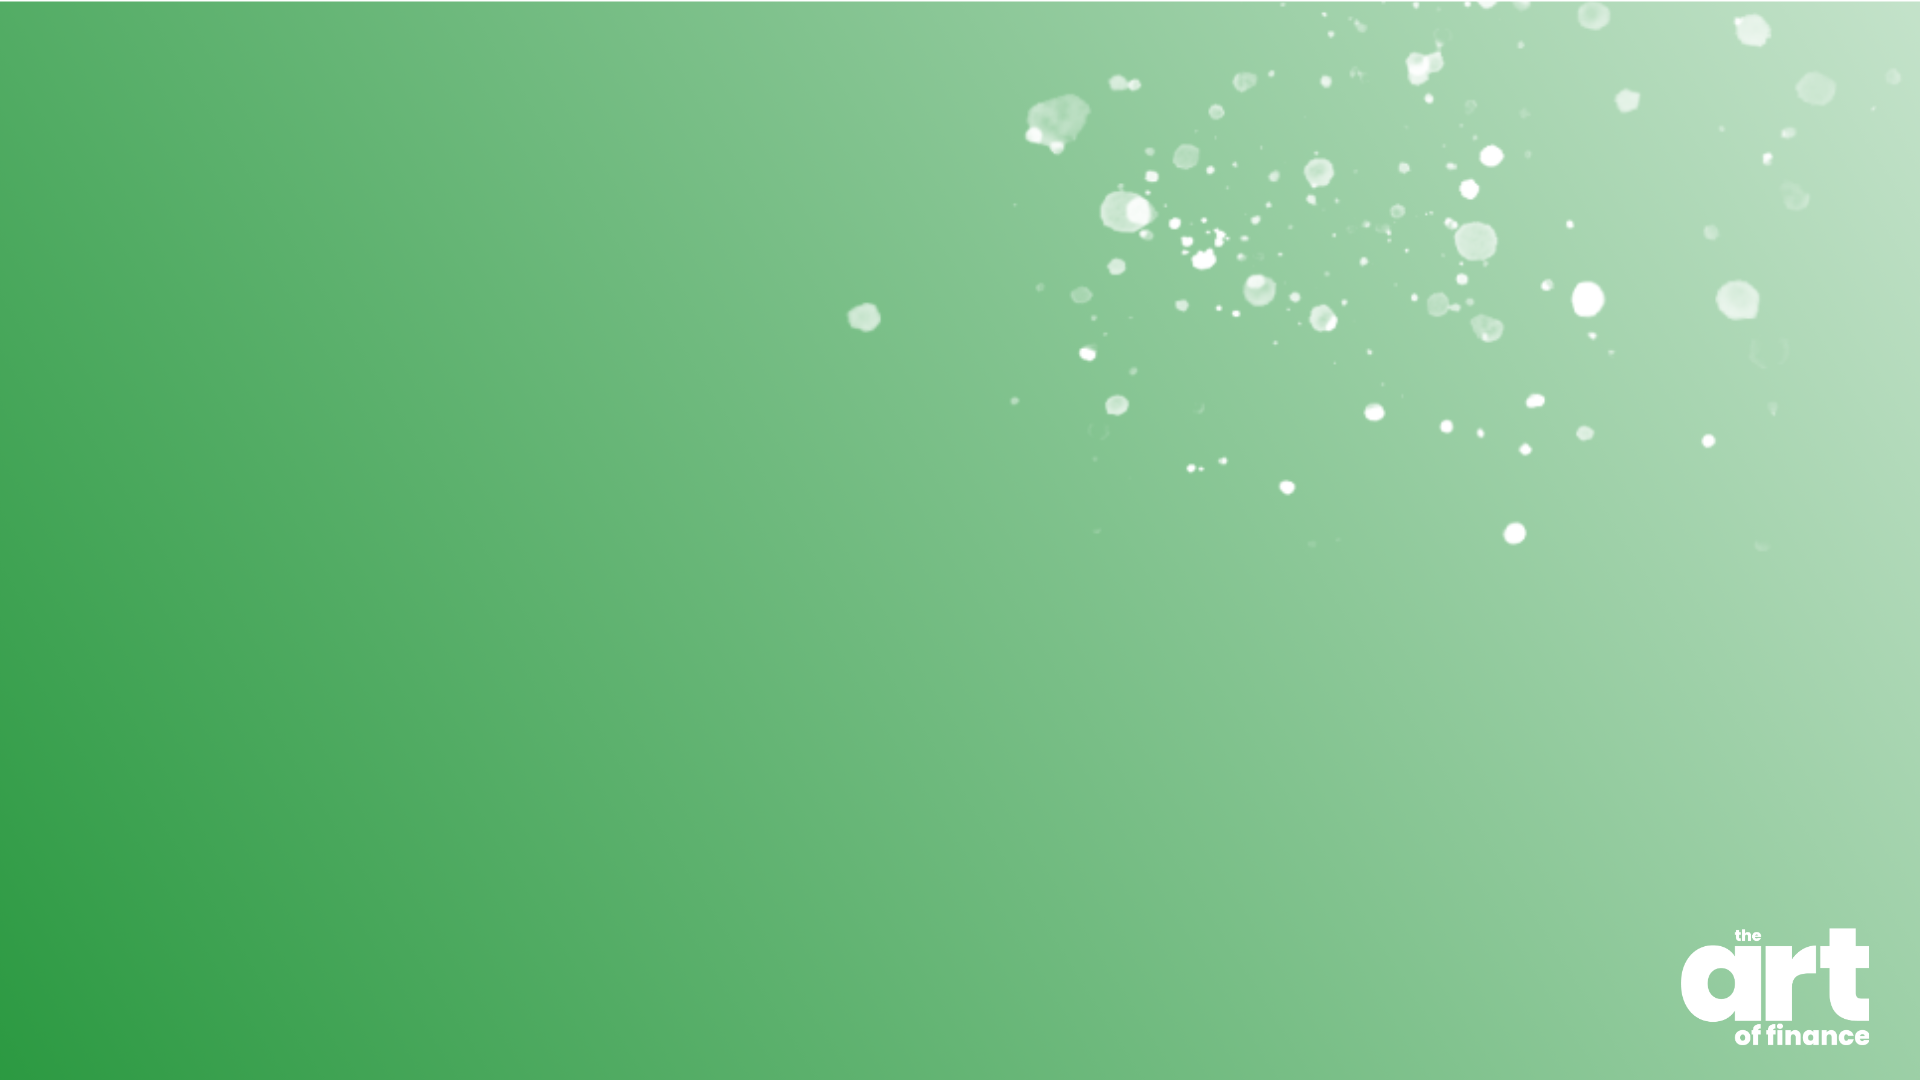 the
art
of finance